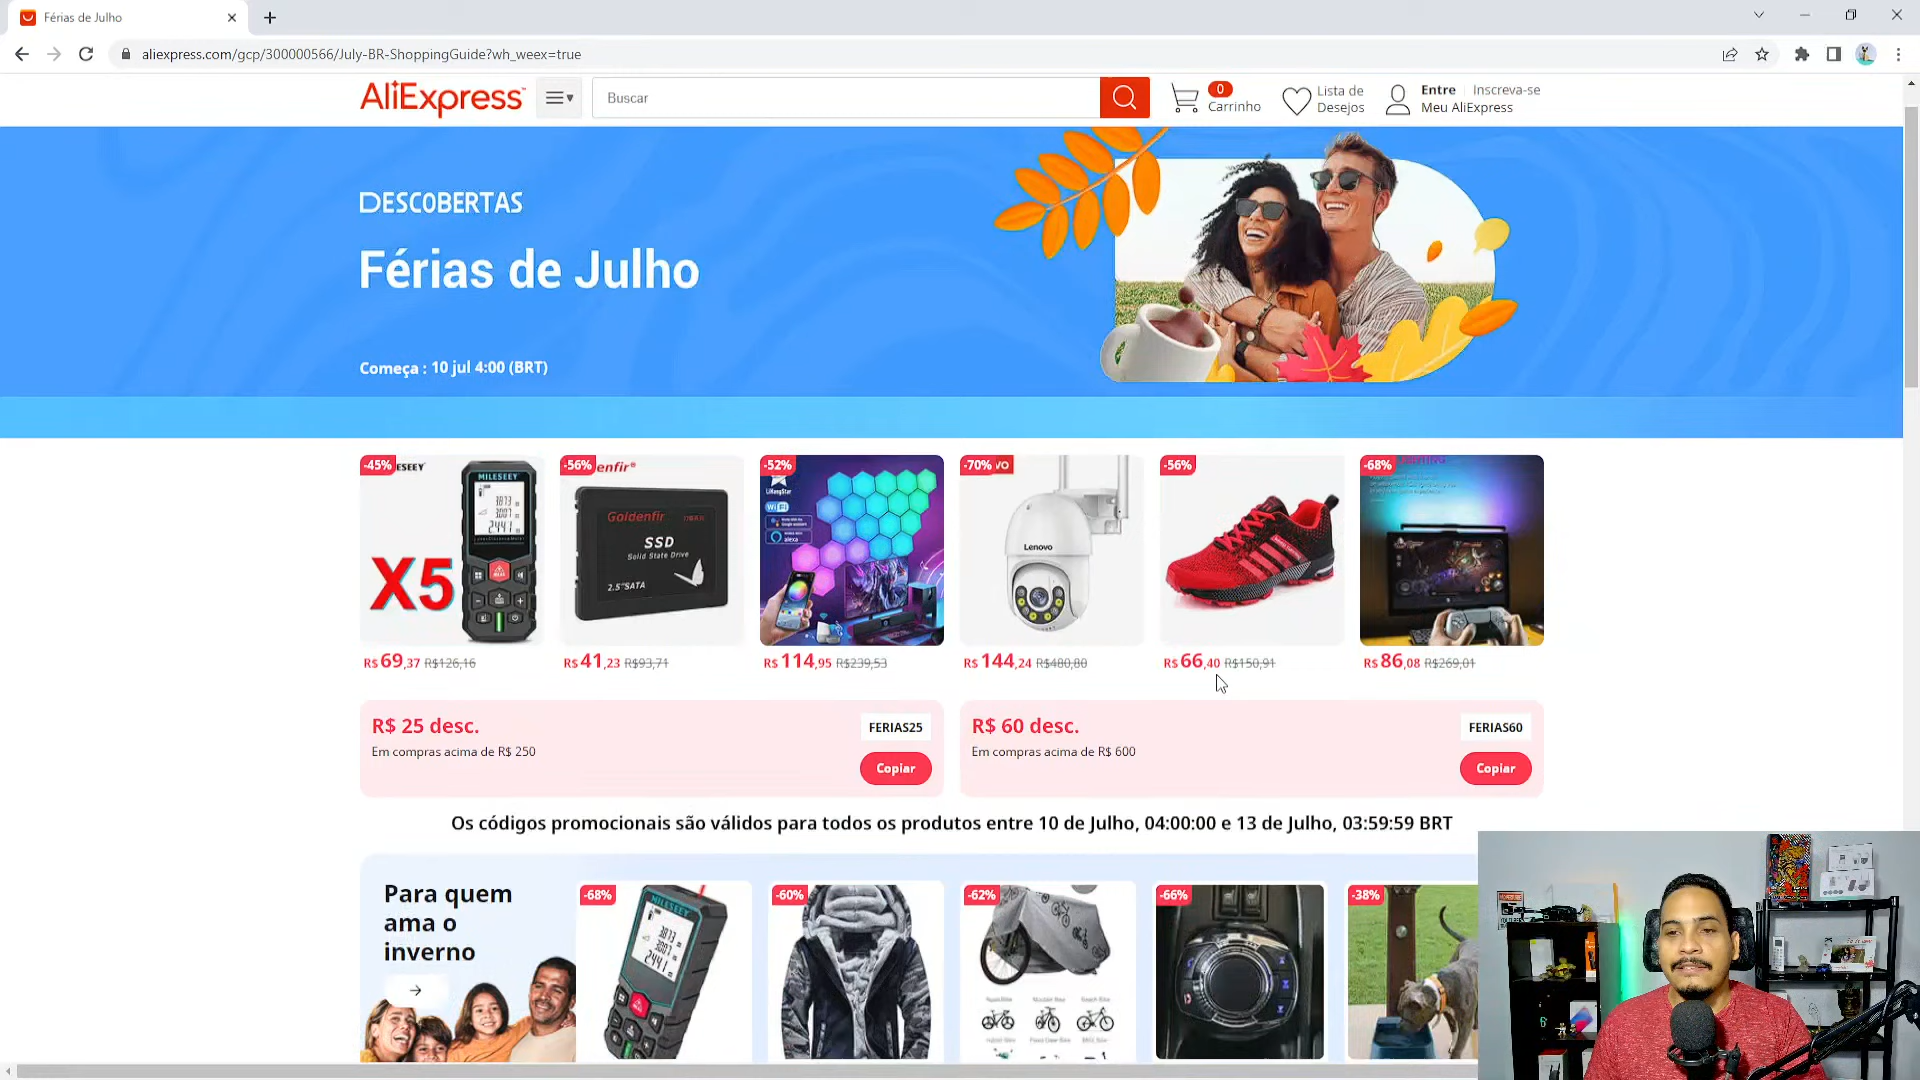 Férias de Julho
aliexpress.com/gcp/300000566/July-BR-ShoppingGuide?wh_weex=true
AliExpress
Buscar
0
Carrinho
Lista de
Desejos
Entre
Inscreva-se
Meu AliExpress
DESCOBERTAS
Férias de Julho
Começa : 10 jul 4:00 (BRT)
-45%
MILESEEY
X5
-56%
enfir®
Goldenfir
SSD
Solid State Drive
2.5"SATA
-52%
WiFi
alexa
-70%
VO
Lenovo
-56%
-68%
R$ 69,37 R$126,16
R$ 41,23 R$93,71
R$ 114,95 R$239,53
R$ 144,24 R$480,80
R$ 66,40 R$150,91
R$ 86,08 R$269,01
R$ 25 desc.
Em compras acima de R$ 250
FERIAS25
Copiar
R$ 60 desc.
Em compras acima de R$ 600
FERIAS60
Copiar
Os códigos promocionais são válidos para todos os produtos entre 10 de Julho, 04:00:00 e 13 de Julho, 03:59:59 BRT
Para quem
ama o
inverno
-68%
MILESEEY
-60%
-62%
-66%
-38%